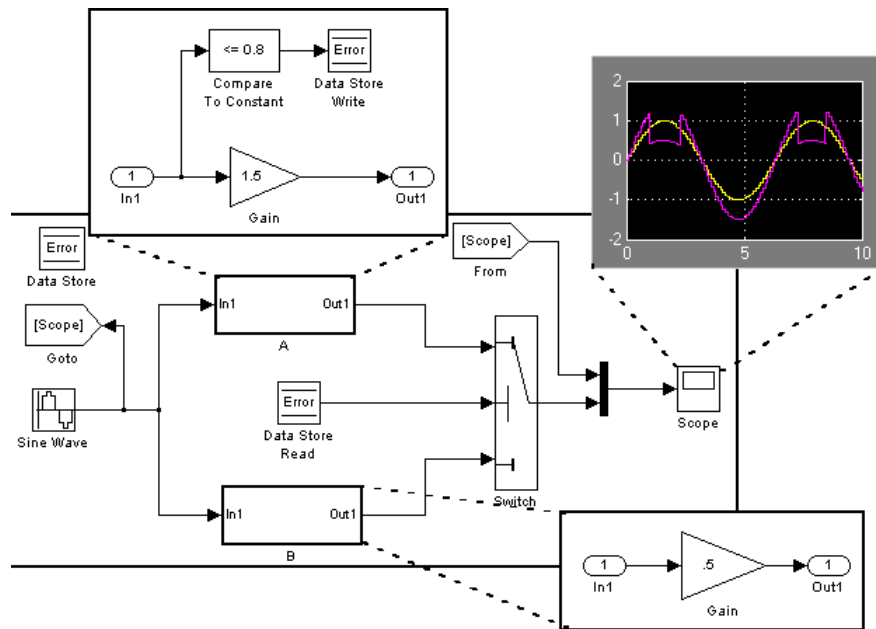 <= 0.8
Error
Compare
To Constant
Data Store
Write
1
In1
1.5
Gain
1
Out1
2
1
0
-1
-2
0
5
10
Error
Data Store
[Scope]
From
[Scope]
Goto
In1
Out1
A
Sine Wave
Error
Data Store
Read
Switch
Scope
In1
Out1
B
1
In1
.5
Gain
1
Out1